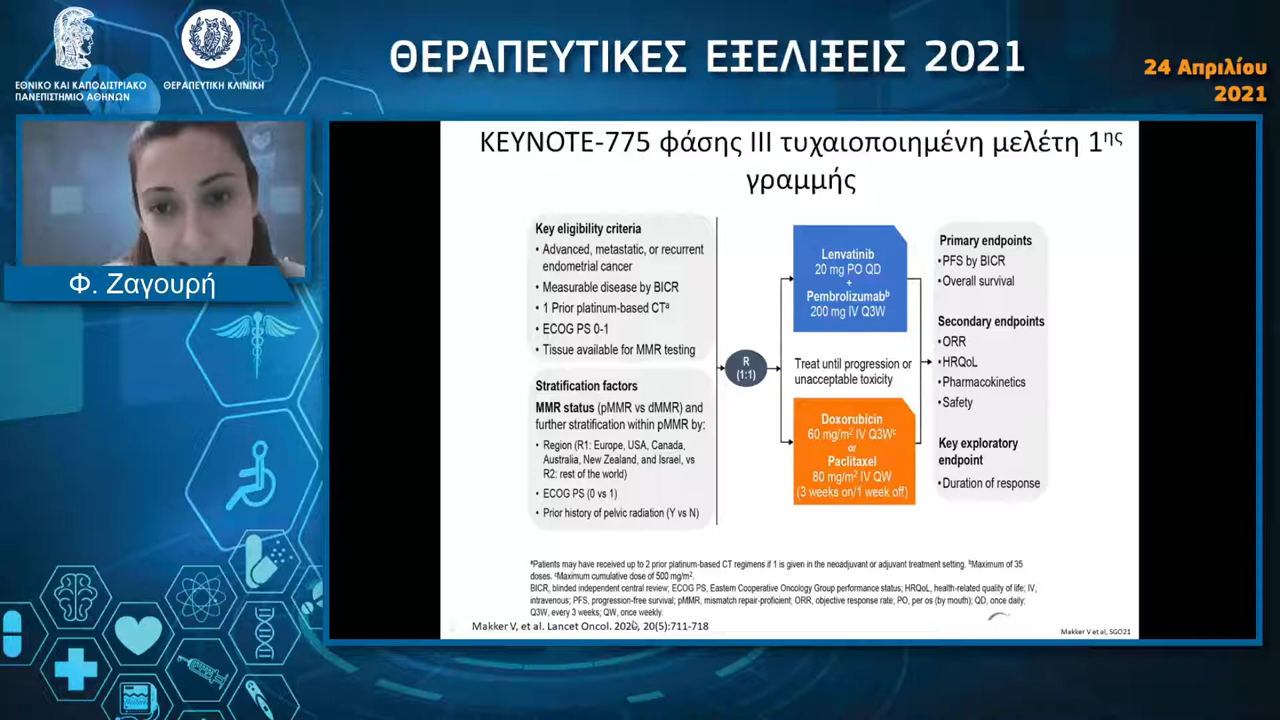 ΕΘΝΙΚΟ ΚΑΙ ΚΑΠΟΔΙΣΤΡΙΑΚΟ
ΠΑΝΕΠΙΣΤΗΜΙΟ ΑΘΗΝΩΝ
ΘΕΡΑΠΕΥΤΙΚΗ ΚΛΙΝΙΚΗ
ΘΕΡΑΠΕΥΤΙΚΕΣ ΕΞΕΛΙΞΕΙΣ 2021
24 Απριλίου
2021
Φ. Ζαγουρή
KEYNOTE-775 φάσης III τυχαιοποιημένη μελέτη 1ης
γραμμής
Key eligibility criteria
• Advanced, metastatic, or recurrent
endometrial cancer
• Measurable disease by BICR
• 1 Prior platinum-based CTᵃ
• ECOG PS 0-1
• Tissue available for MMR testing
Stratification factors
MMR status (pMMR vs dMMR) and
further stratification within pMMR by:
• Region (R1: Europe, USA, Canada,
Australia, New Zealand, and Israel, vs
R2: rest of the world)
• ECOG PS (0 vs 1)
• Prior history of pelvic radiation (Y vs N)
R
(1:1)
Lenvatinib
20 mg PO QD
+
Pembrolizumabᵇ
200 mg IV Q3W
Treat until progression or
unacceptable toxicity
Doxorubicin
60 mg/m² IV Q3Wᶜ
or
Paclitaxel
80 mg/m² IV QW
(3 weeks on/1 week off)
Primary endpoints
•PFS by BICR
•Overall survival
Secondary endpoints
•ORR
•HRQoL
•Pharmacokinetics
•Safety
Key exploratory
endpoint
•Duration of response
ᵃPatients may have received up to 2 prior platinum-based CT regimens if 1 is given in the neoadjuvant or adjuvant treatment setting. ᵇMaximum of 35
doses. ᶜMaximum cumulative dose of 500 mg/m².
BICR, blinded independent central review; ECOG PS, Eastern Cooperative Oncology Group performance status; HRQoL, health-related quality of life; IV,
intravenous; PFS, progression-free survival; pMMR, mismatch repair-proficient; ORR, objective response rate; PO, per os (by mouth); QD, once daily;
Q3W, every 3 weeks; QW, once weekly.
Makker V, et al. Lancet Oncol. 2020, 20(5):711-718
Makker V et al, SGO21